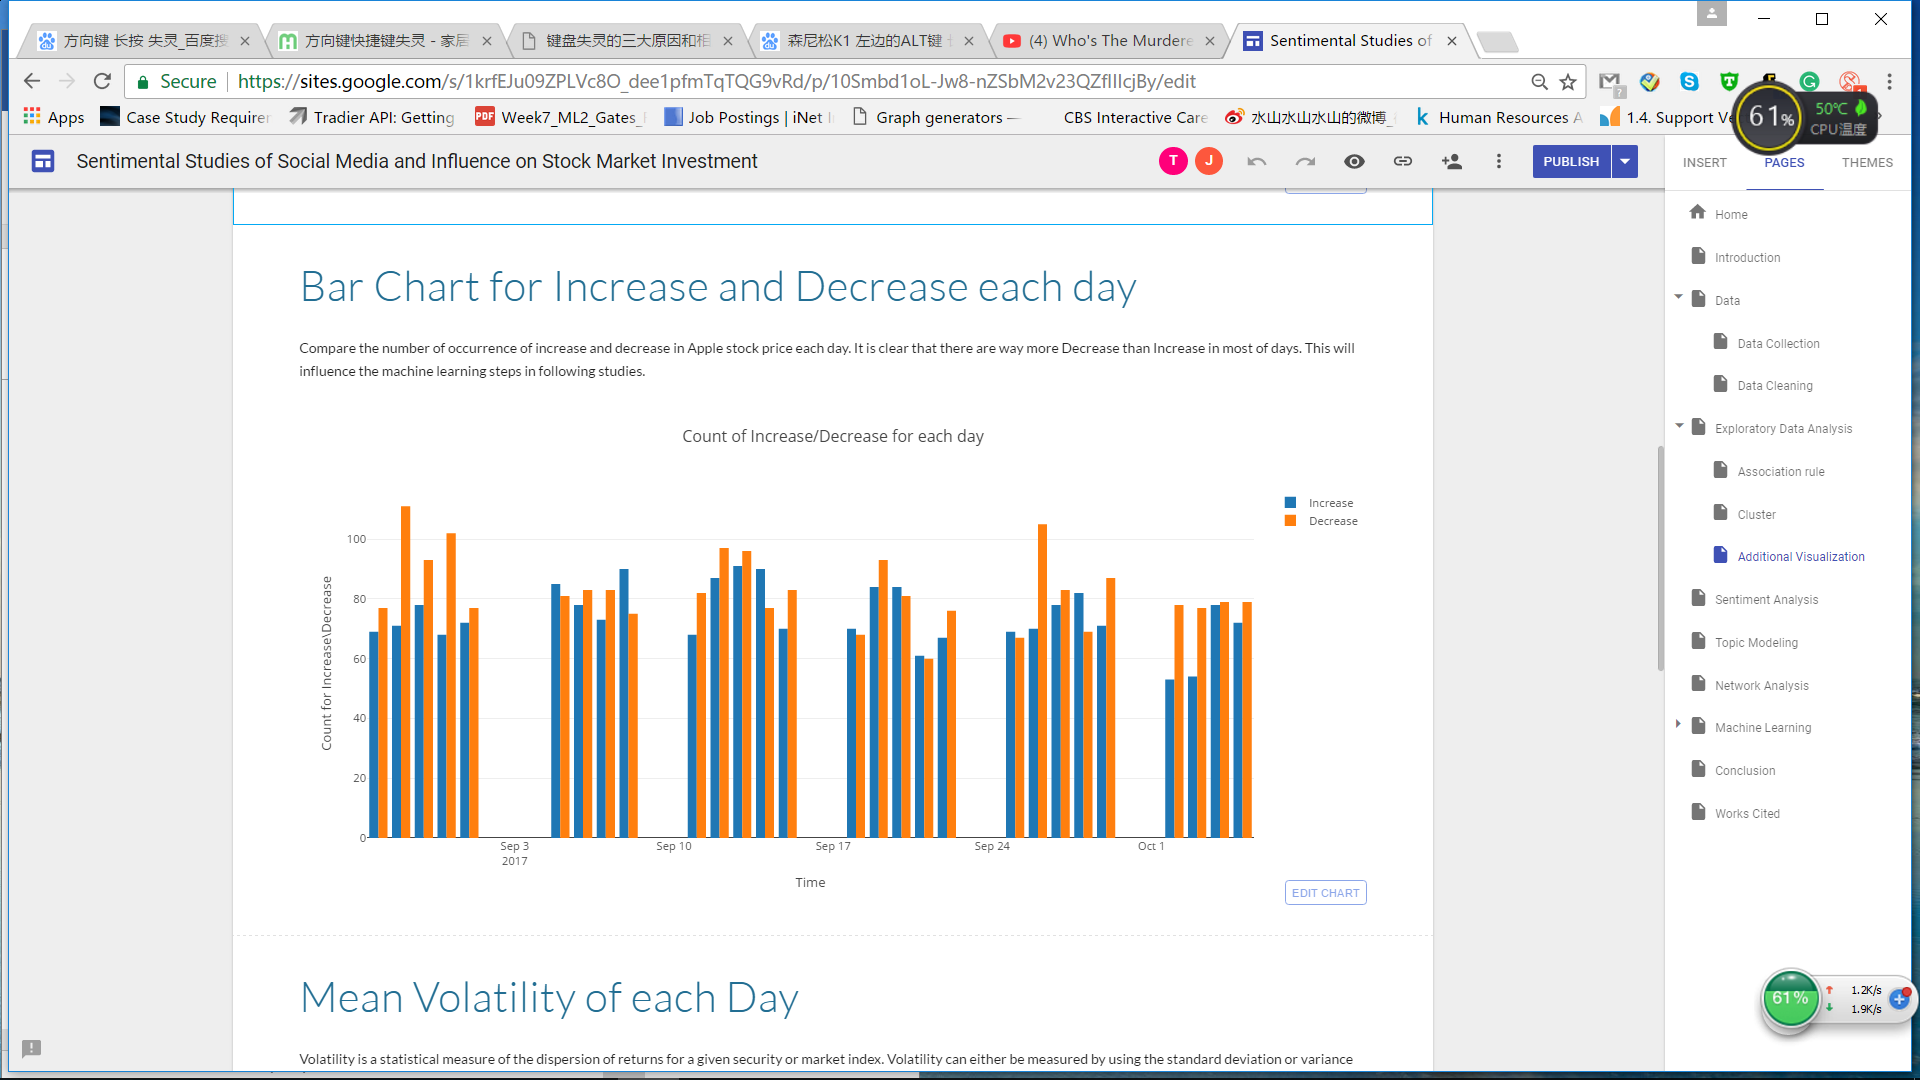 方向键 长按 失灵_百度搜
方向键快捷键失灵 - 家居
键盘失灵的三大原因和相
森尼松K1 左边的ALT键
(4) Who's The Murdere
Sentimental Studies of
Secure
https://sites.google.com/s/1krfEJu09ZPLVc8O_dee1pfmTqTQG9vRd/p/10Smbd1oL-Jw8-nZSbM2v23QZfIIIcjBy/edit
Apps
Case Study Requirer
Tradier API: Getting
PDF
Week7_ML2_Gates_
Job Postings | iNet
Graph generators —
CBS Interactive Care
水山水山水山的微博_
Human Resources A
1.4. Support Ve
61%
50℃
CPU温度
Sentimental Studies of Social Media and Influence on Stock Market Investment
T
J
PUBLISH
INSERT
PAGES
THEMES
Home
Introduction
Data
Data Collection
Data Cleaning
Exploratory Data Analysis
Association rule
Cluster
Additional Visualization
Sentiment Analysis
Topic Modeling
Network Analysis
Machine Learning
Conclusion
Works Cited
Bar Chart for Increase and Decrease each day
Compare the number of occurrence of increase and decrease in Apple stock price each day. It is clear that there are way more Decrease than Increase in most of days. This will
influence the machine learning steps in following studies.
Count of Increase/Decrease for each day
Increase
Decrease
Count for Increase\Decrease
100
80
60
40
20
0
Sep 3
2017
Sep 10
Sep 17
Sep 24
Oct 1
Time
EDIT CHART
Mean Volatility of each Day
Volatility is a statistical measure of the dispersion of returns for a given security or market index. Volatility can either be measured by using the standard deviation or variance
61%
1.2K/s
1.9K/s